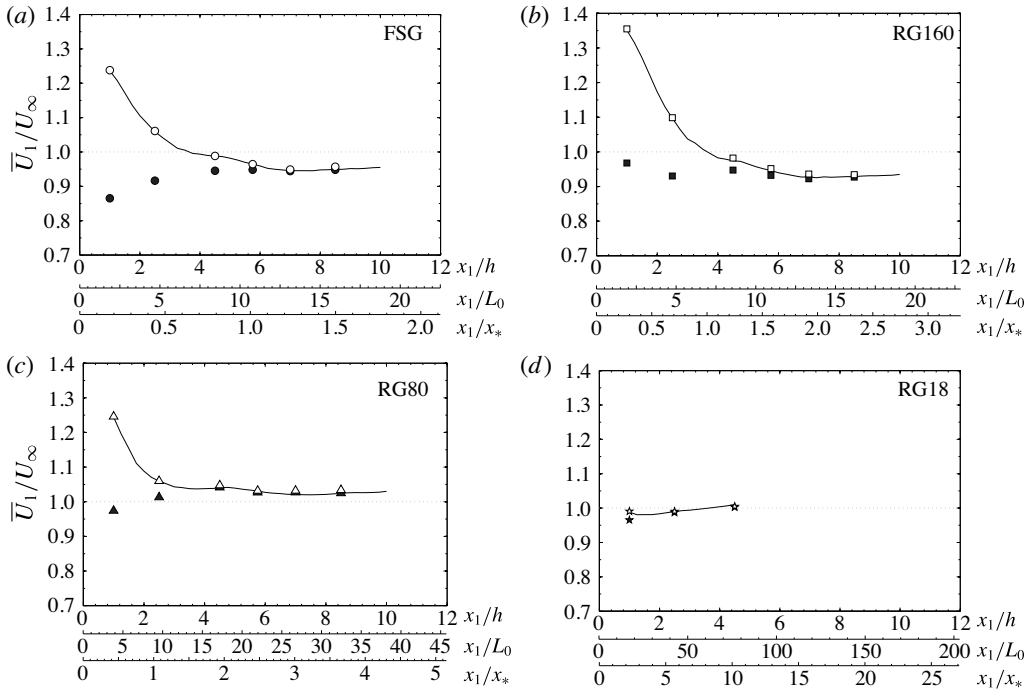 (a)
FSG
1.4
1.3
1.2
1.1
1.0
0.9
0.8
0.7
U̅₁/U∞
0 2 4 6 8 10 12 x₁/h
0 5 10 15 20 x₁/L₀
0 0.5 1.0 1.5 2.0 x₁/x*
(b)
RG160
1.4
1.3
1.2
1.1
1.0
0.9
0.8
0.7
0 2 4 6 8 10 12 x₁/h
0 5 10 15 20 x₁/L₀
0 0.5 1.0 1.5 2.0 2.5 3.0 x₁/x*
(c)
RG80
1.4
1.3
1.2
1.1
1.0
0.9
0.8
0.7
U̅₁/U∞
0 2 4 6 8 10 12 x₁/h
0 5 10 15 20 25 30 35 40 45 x₁/L₀
0 1 2 3 4 5 x₁/x*
(d)
RG18
1.4
1.3
1.2
1.1
1.0
0.9
0.8
0.7
0 2 4 6 8 10 12 x₁/h
0 50 100 150 200 x₁/L₀
0 5 10 15 20 25 x₁/x*